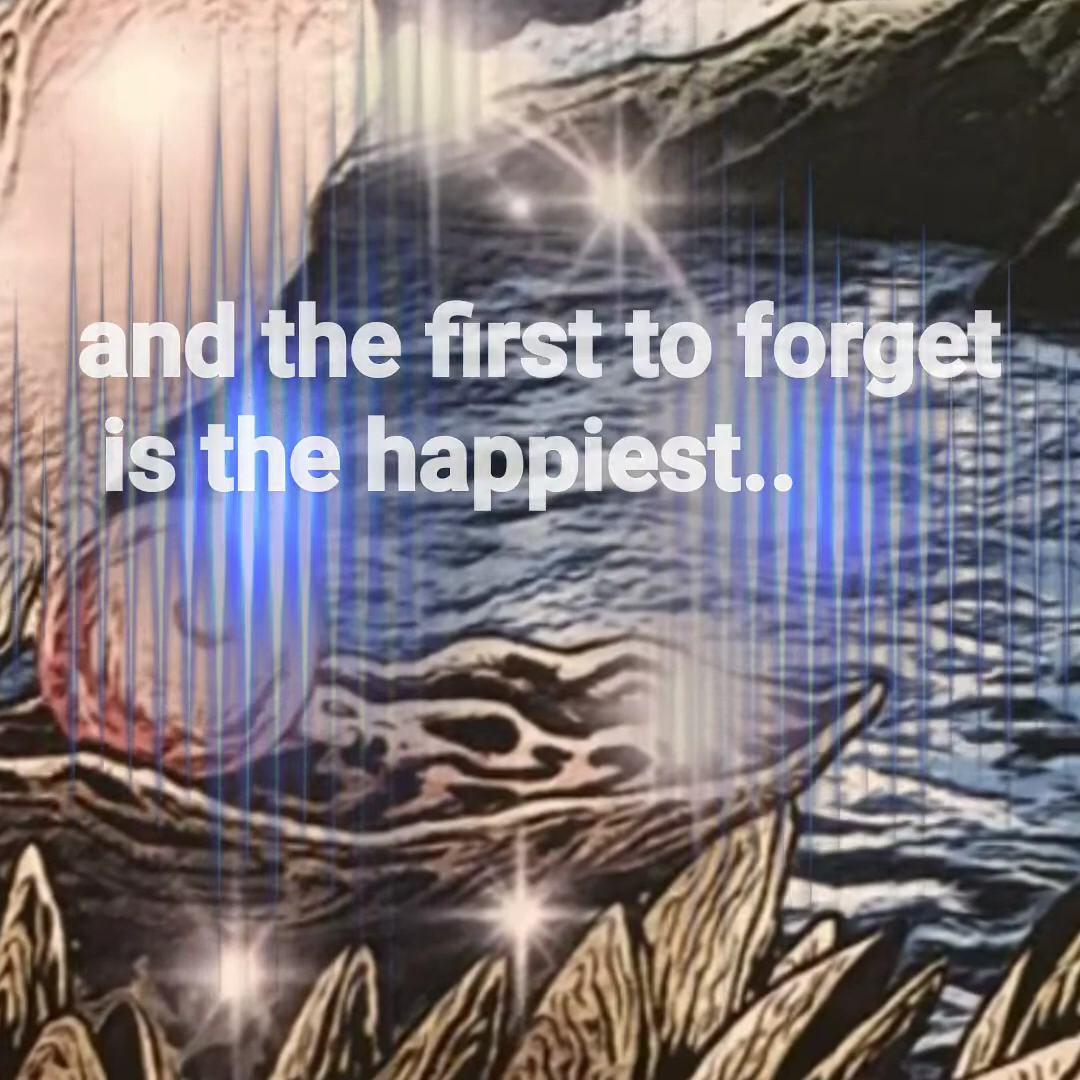 and the first to forget
is the happiest..